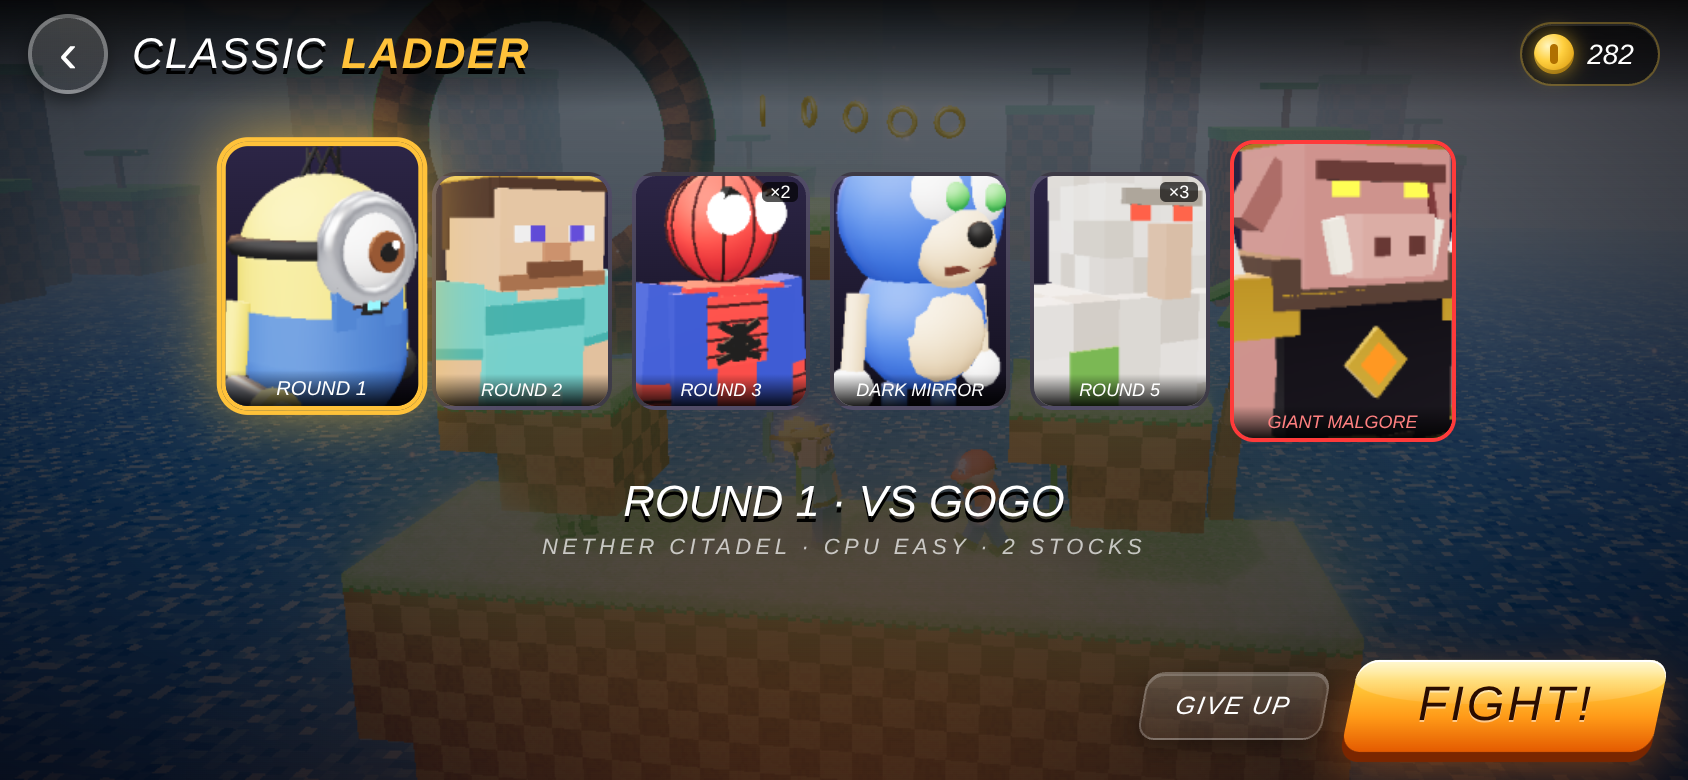 ‹ CLASSIC LADDER
282
ROUND 1
ROUND 2
×2
ROUND 3
DARK MIRROR
×3
ROUND 5
GIANT MALGORE
ROUND 1 · VS GOGO
NETHER CITADEL · CPU EASY · 2 STOCKS
GIVE UP
FIGHT!